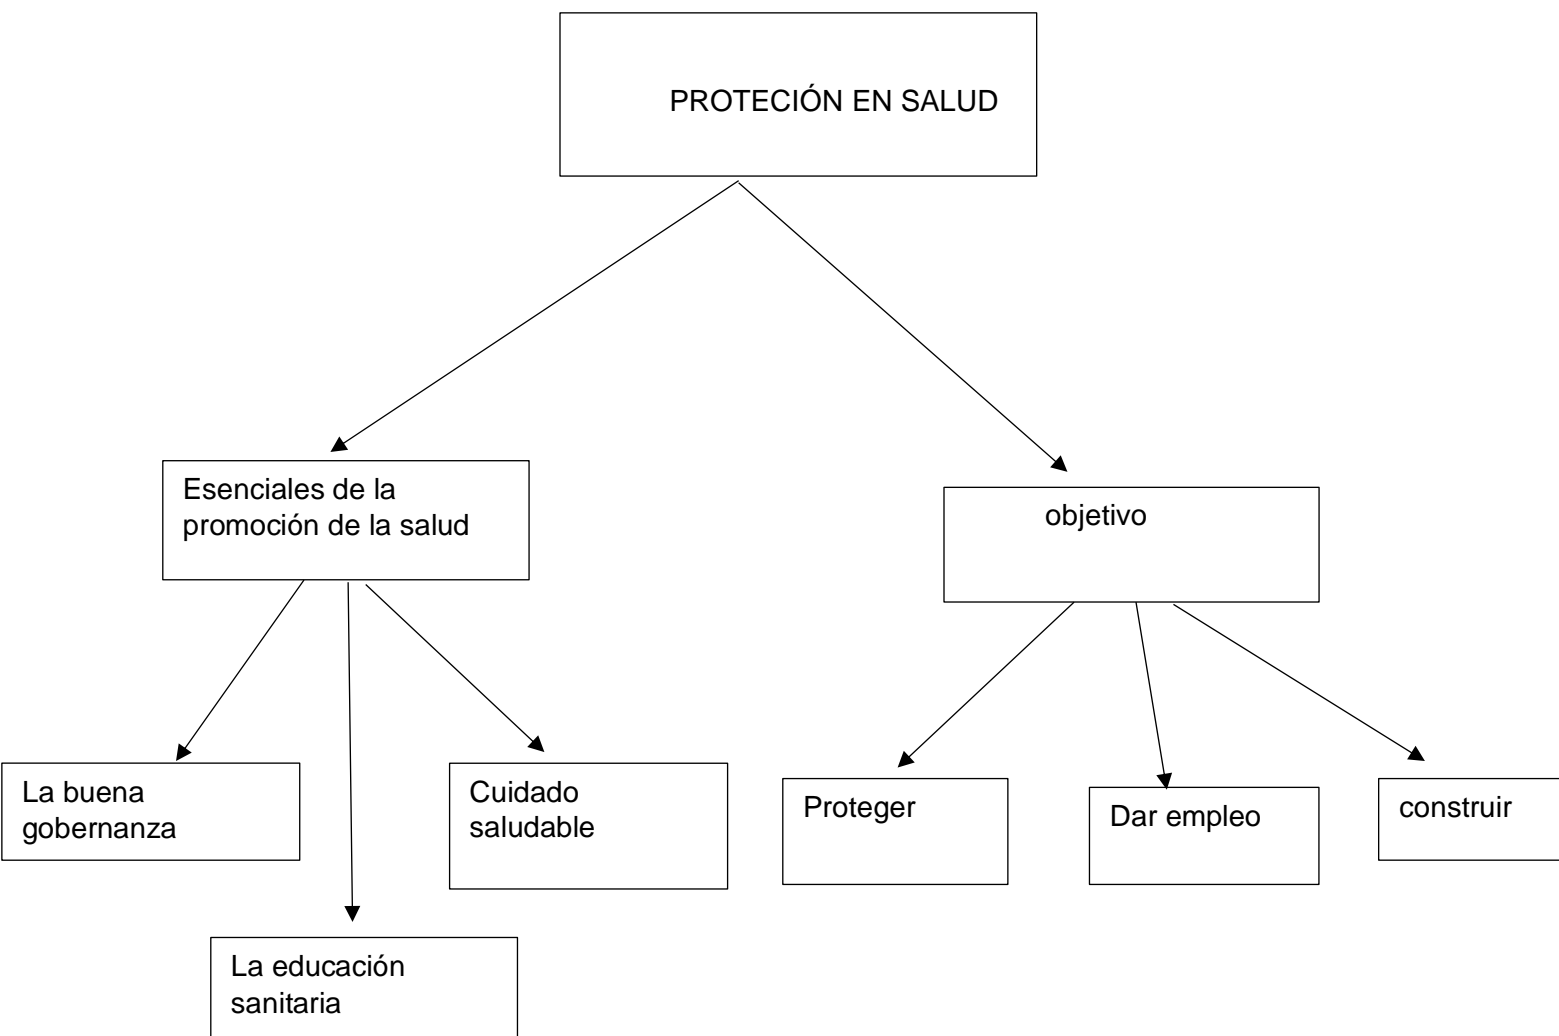 PROTECIÓN EN SALUD
Esenciales de la
promoción de la salud
objetivo
La buena
gobernanza
Cuidado
saludable
Proteger
Dar empleo
construir
La educación
sanitaria